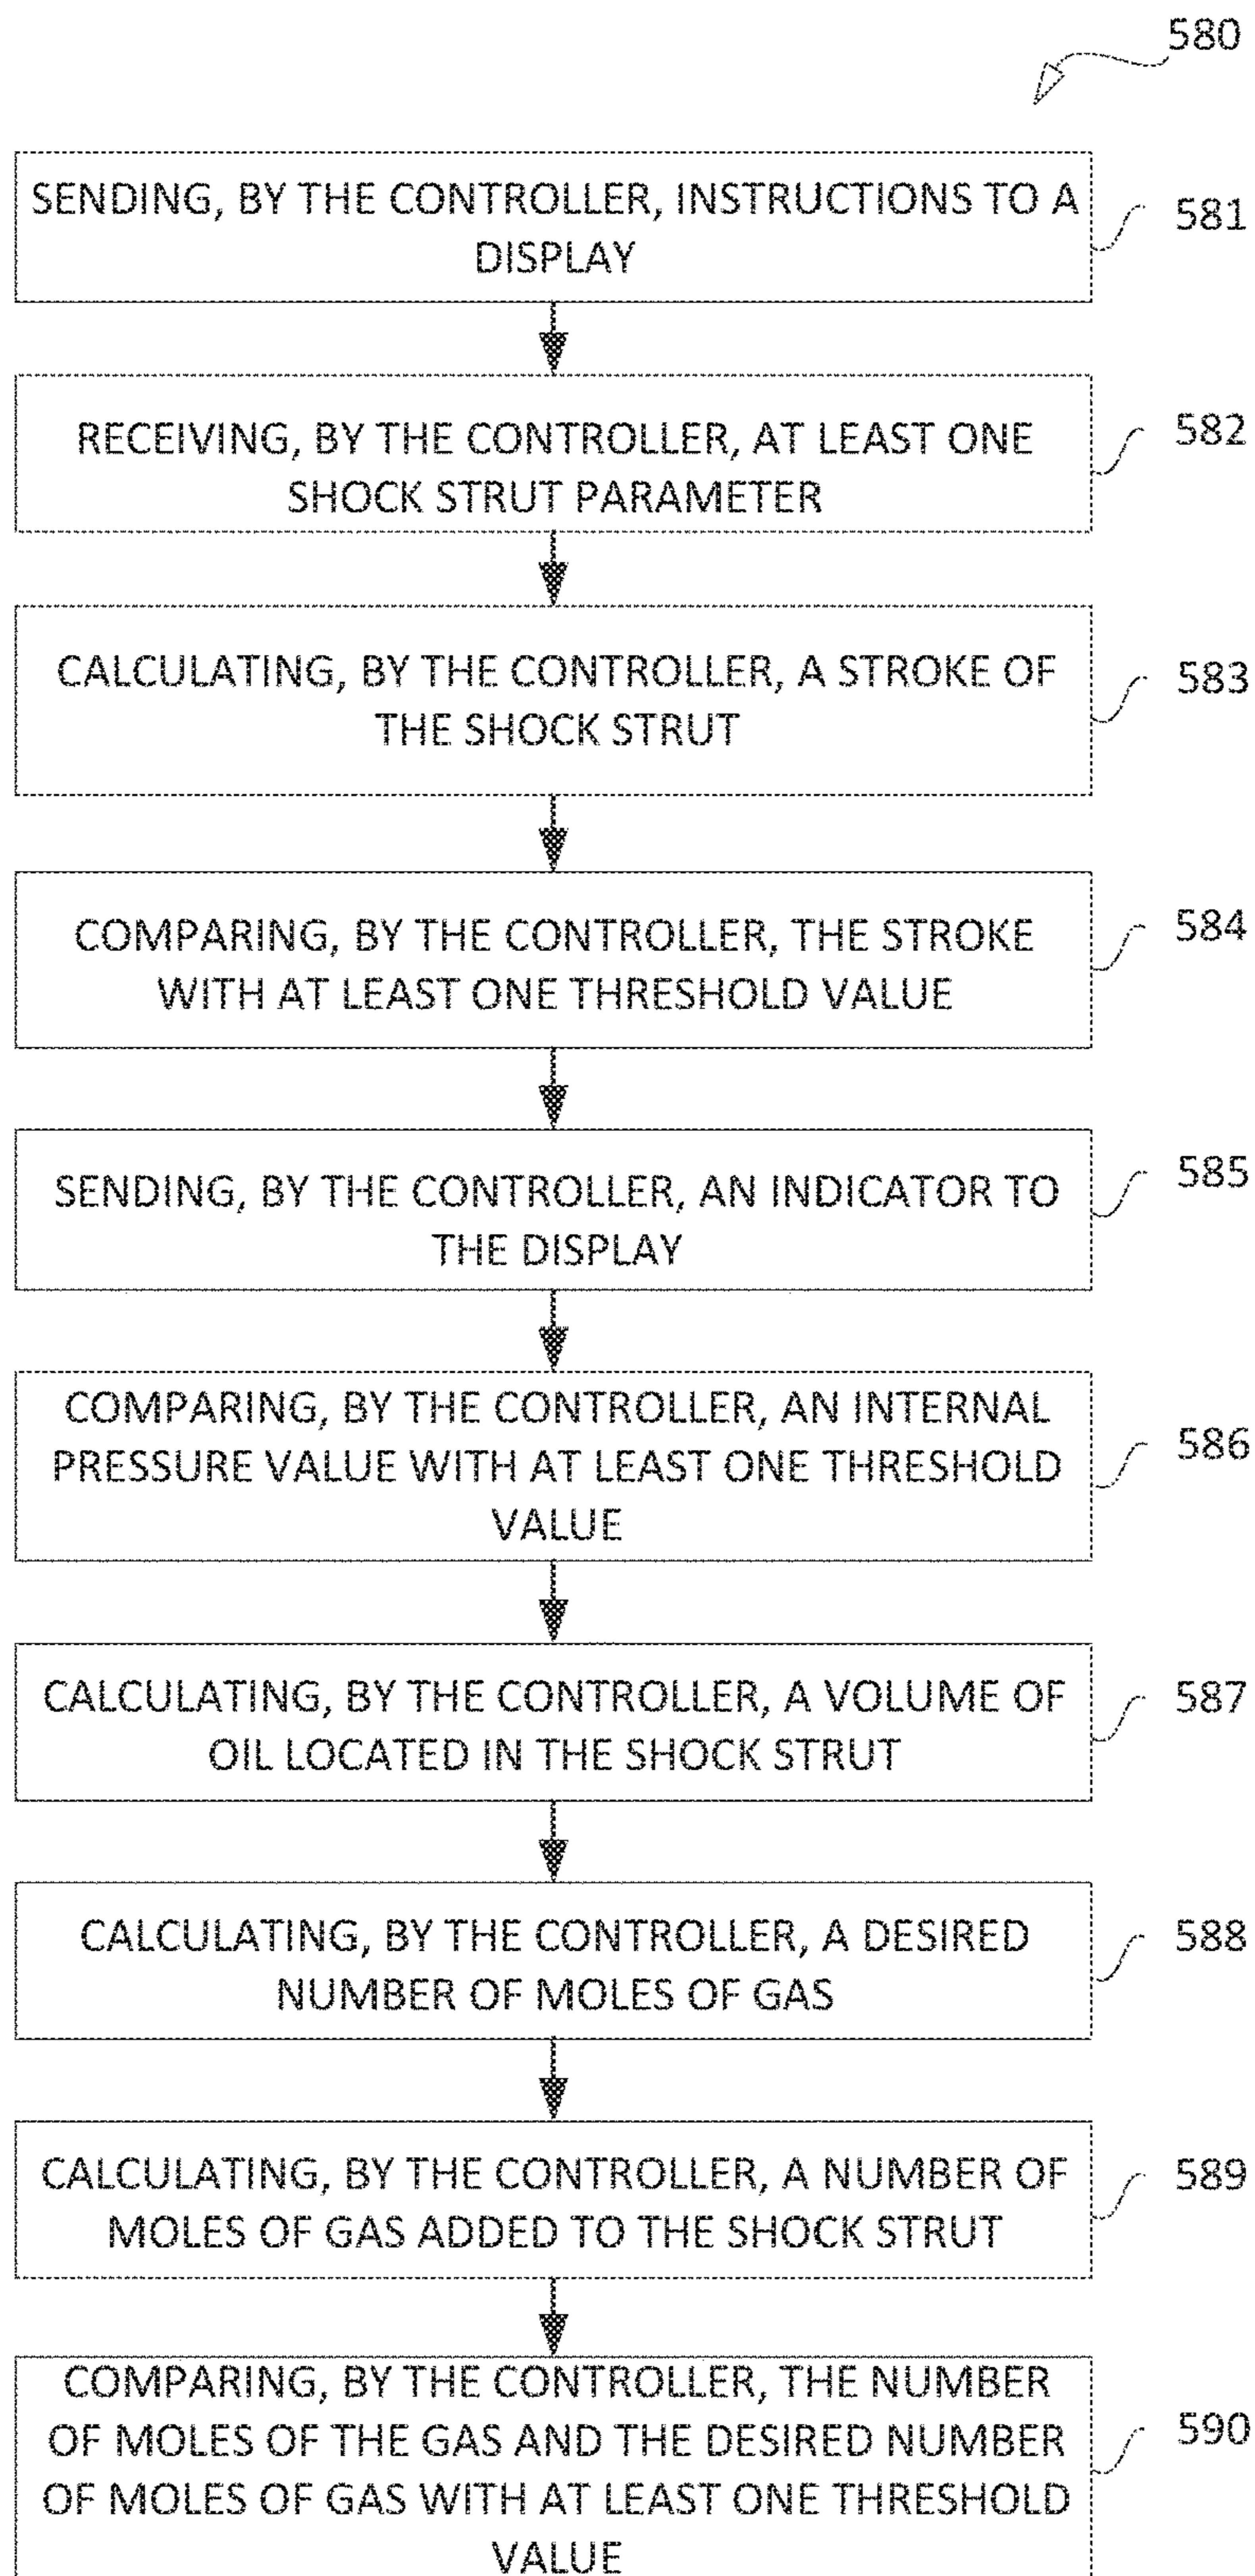 580
SENDING, BY THE CONTROLLER, INSTRUCTIONS TO A
DISPLAY
581
RECEIVING, BY THE CONTROLLER, AT LEAST ONE
SHOCK STRUT PARAMETER
582
CALCULATING, BY THE CONTROLLER, A STROKE OF
THE SHOCK STRUT
583
COMPARING, BY THE CONTROLLER, THE STROKE
WITH AT LEAST ONE THRESHOLD VALUE
584
SENDING, BY THE CONTROLLER, AN INDICATOR TO
THE DISPLAY
585
COMPARING, BY THE CONTROLLER, AN INTERNAL
PRESSURE VALUE WITH AT LEAST ONE THRESHOLD
VALUE
586
CALCULATING, BY THE CONTROLLER, A VOLUME OF
OIL LOCATED IN THE SHOCK STRUT
587
CALCULATING, BY THE CONTROLLER, A DESIRED
NUMBER OF MOLES OF GAS
588
CALCULATING, BY THE CONTROLLER, A NUMBER OF
MOLES OF GAS ADDED TO THE SHOCK STRUT
589
COMPARING, BY THE CONTROLLER, THE NUMBER
OF MOLES OF THE GAS AND THE DESIRED NUMBER
OF MOLES OF GAS WITH AT LEAST ONE THRESHOLD
VALUE
590